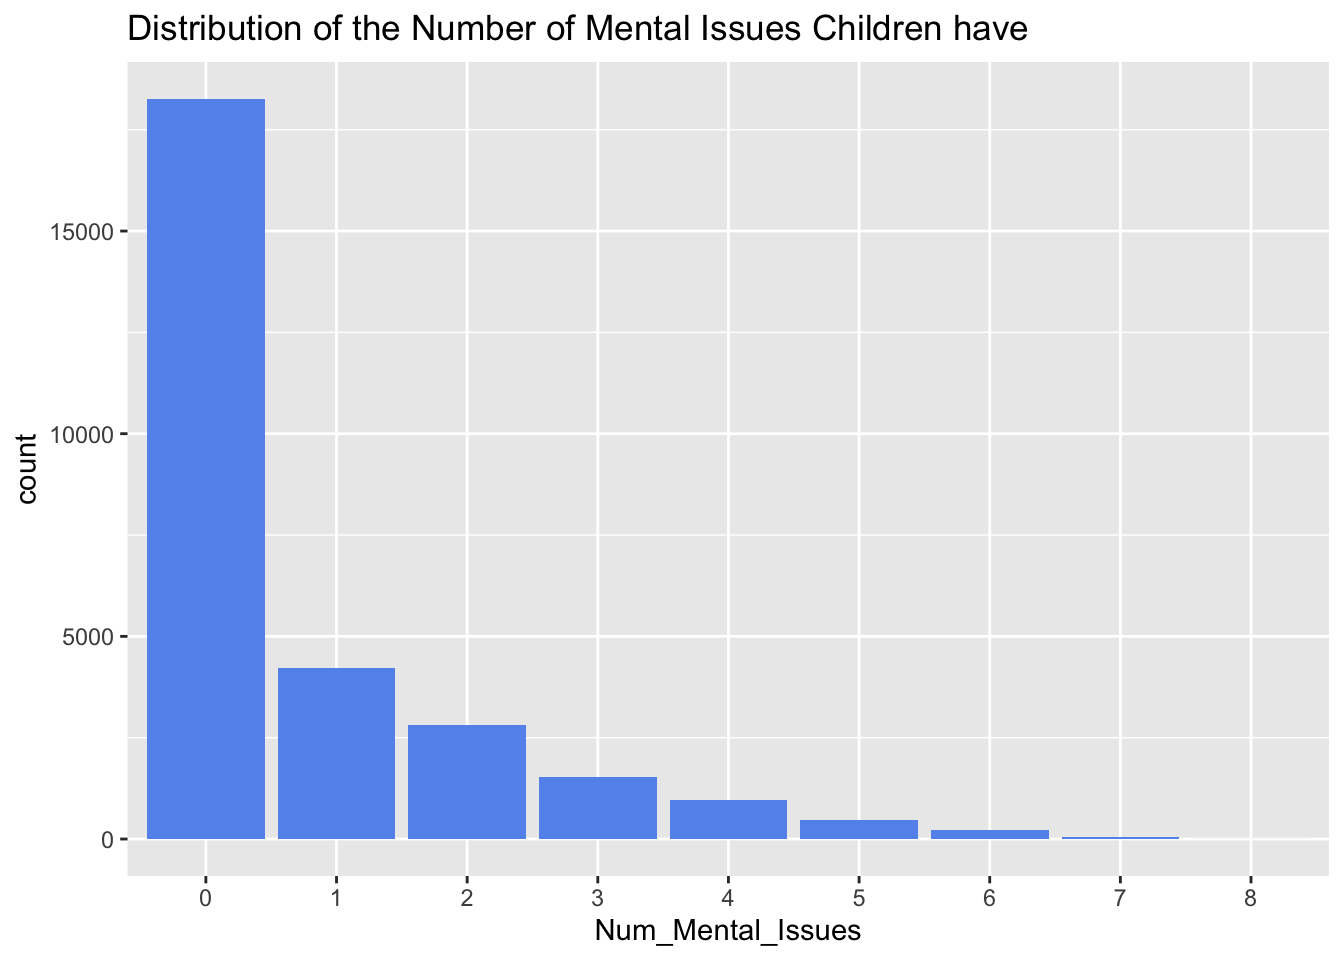 Distribution of the Number of Mental Issues Children have
15000
10000
5000
0
count
0 1 2 3 4 5 6 7 8
Num_Mental_Issues